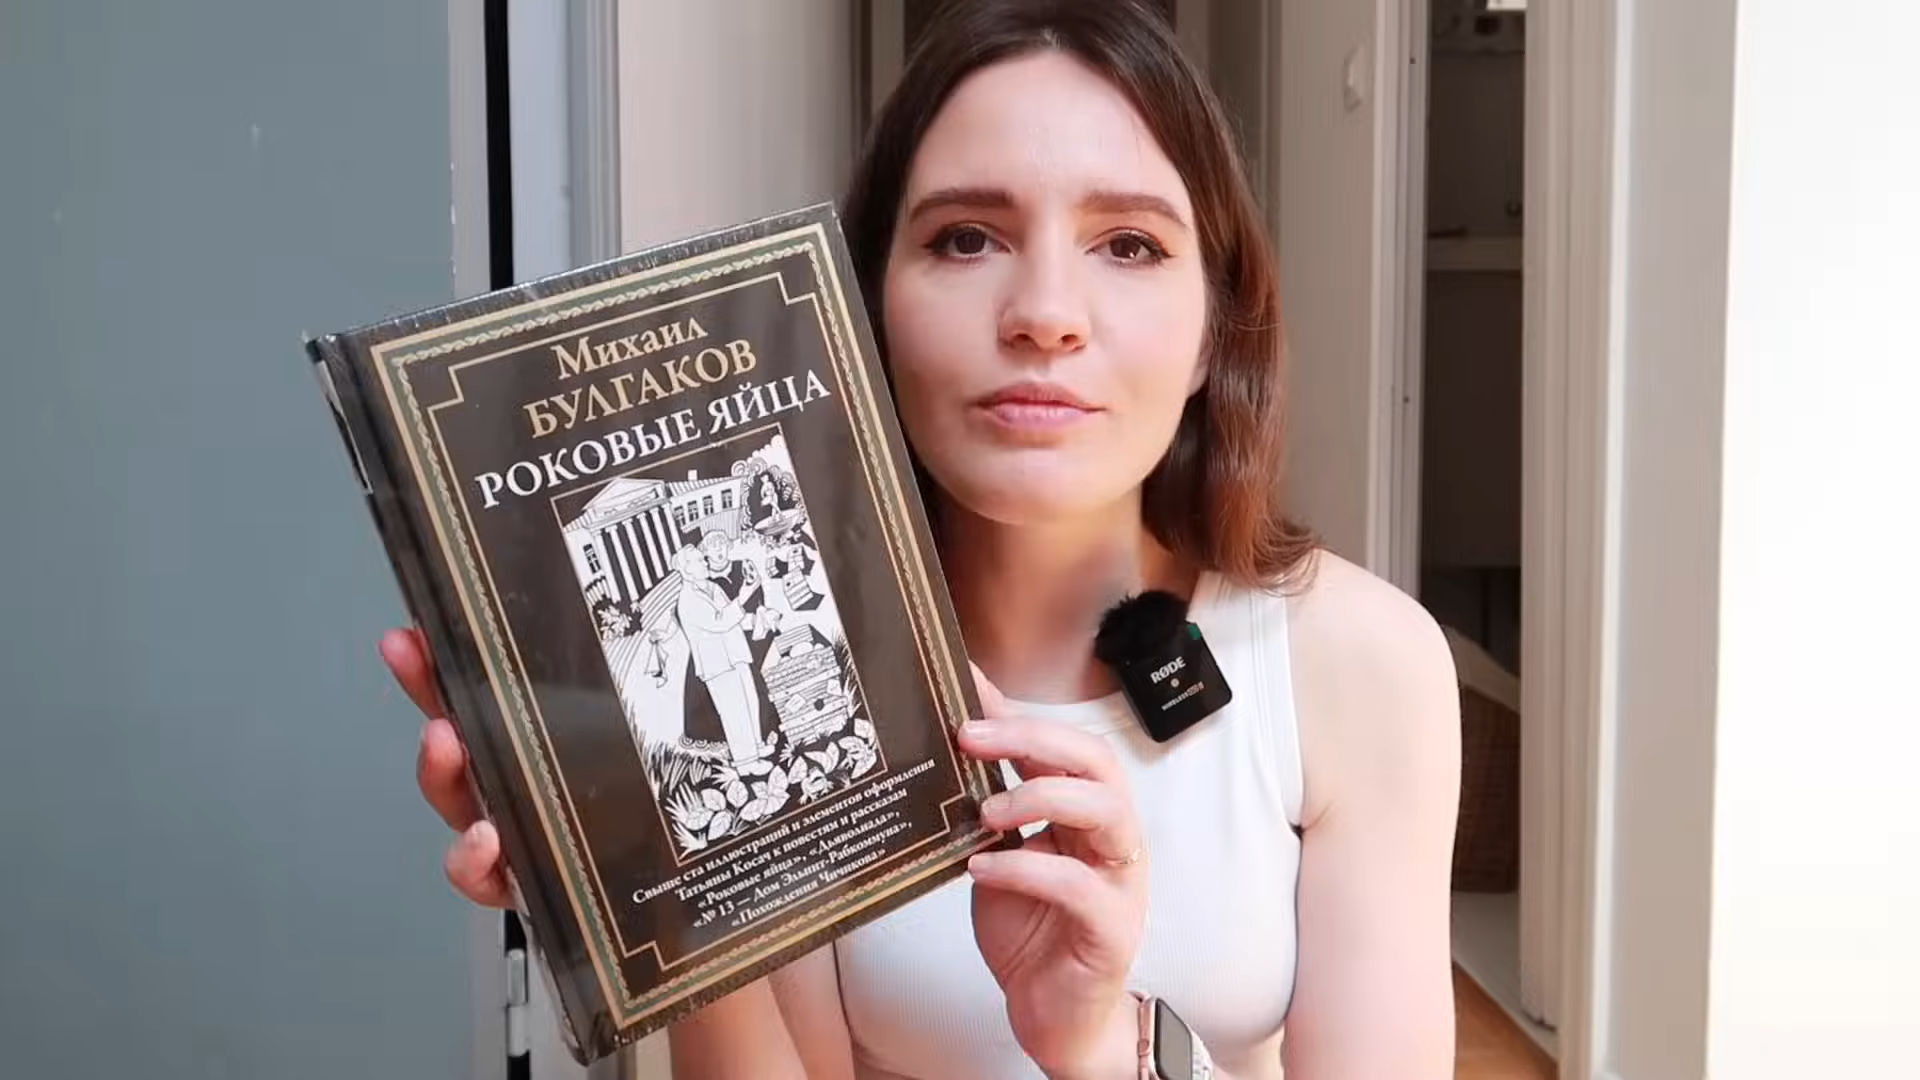 Михаил
БУЛГАКОВ
РОКОВЫЕ ЯЙЦА
Свыше ста иллюстраций и элементов оформления
Татьяны Косач к повестям и рассказам
«Роковые яйца», «Дьяволиада»,
«№ 13 — Дом Эльпит-Рабкоммуна»,
«Похождения Чичикова»
RØDE